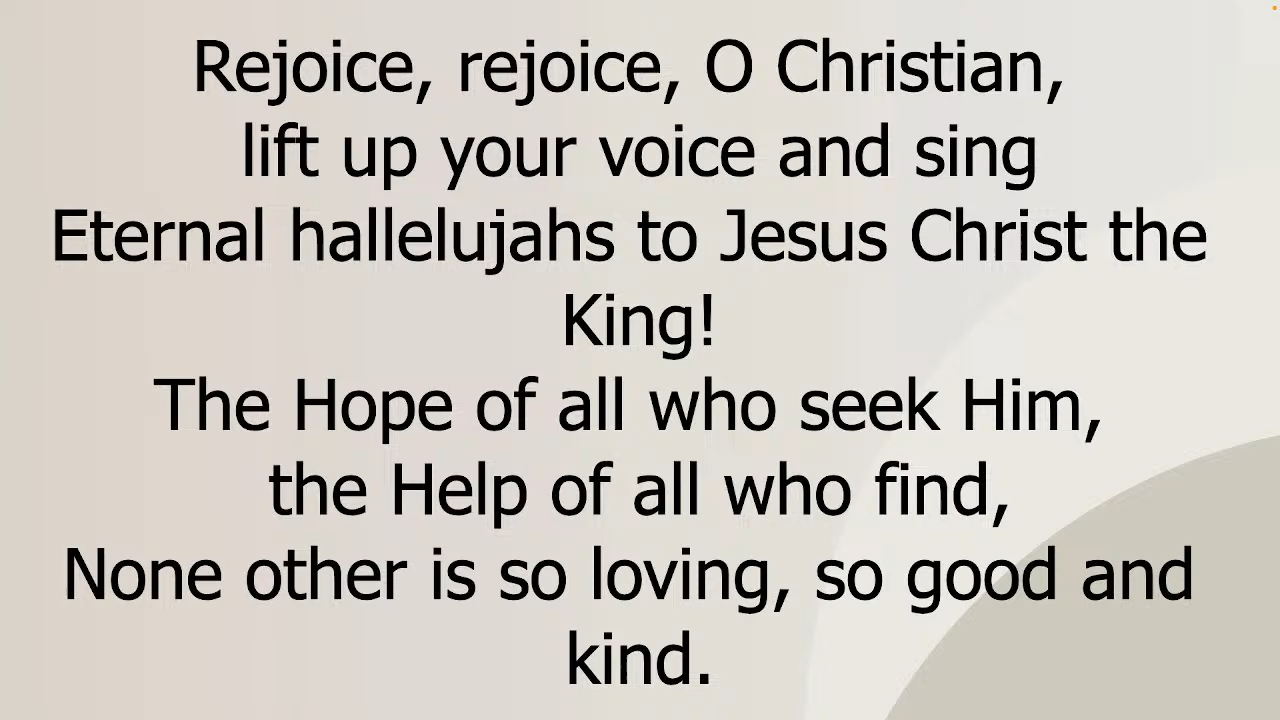 Rejoice, rejoice, O Christian,
lift up your voice and sing
Eternal hallelujahs to Jesus Christ the
King!
The Hope of all who seek Him,
the Help of all who find,
None other is so loving, so good and
kind.